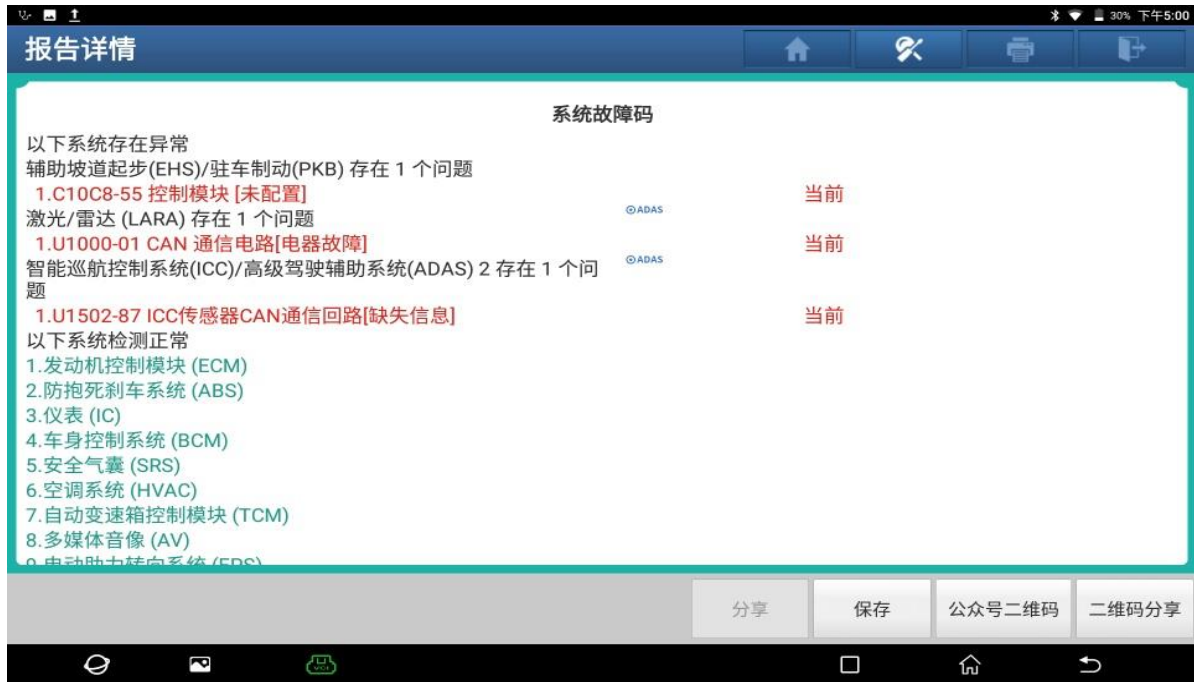 30% 下午5:00
报告详情
系统故障码
以下系统存在异常
辅助坡道起步(EHS)/驻车制动(PKB) 存在 1 个问题
1.C10C8-55 控制模块 [未配置] 当前
激光/雷达 (LARA) 存在 1 个问题 ADAS
1.U1000-01 CAN 通信电路[电器故障] 当前
智能巡航控制系统(ICC)/高级驾驶辅助系统(ADAS) 2 存在 1 个问 ADAS
题
1.U1502-87 ICC传感器CAN通信回路[缺失信息] 当前
以下系统检测正常
1.发动机控制模块 (ECM)
2.防抱死刹车系统 (ABS)
3.仪表 (IC)
4.车身控制系统 (BCM)
5.安全气囊 (SRS)
6.空调系统 (HVAC)
7.自动变速箱控制模块 (TCM)
8.多媒体音像 (AV)
9.电动助力转向系统 (EPS)
分享 保存 公众号二维码 二维码分享
VCI